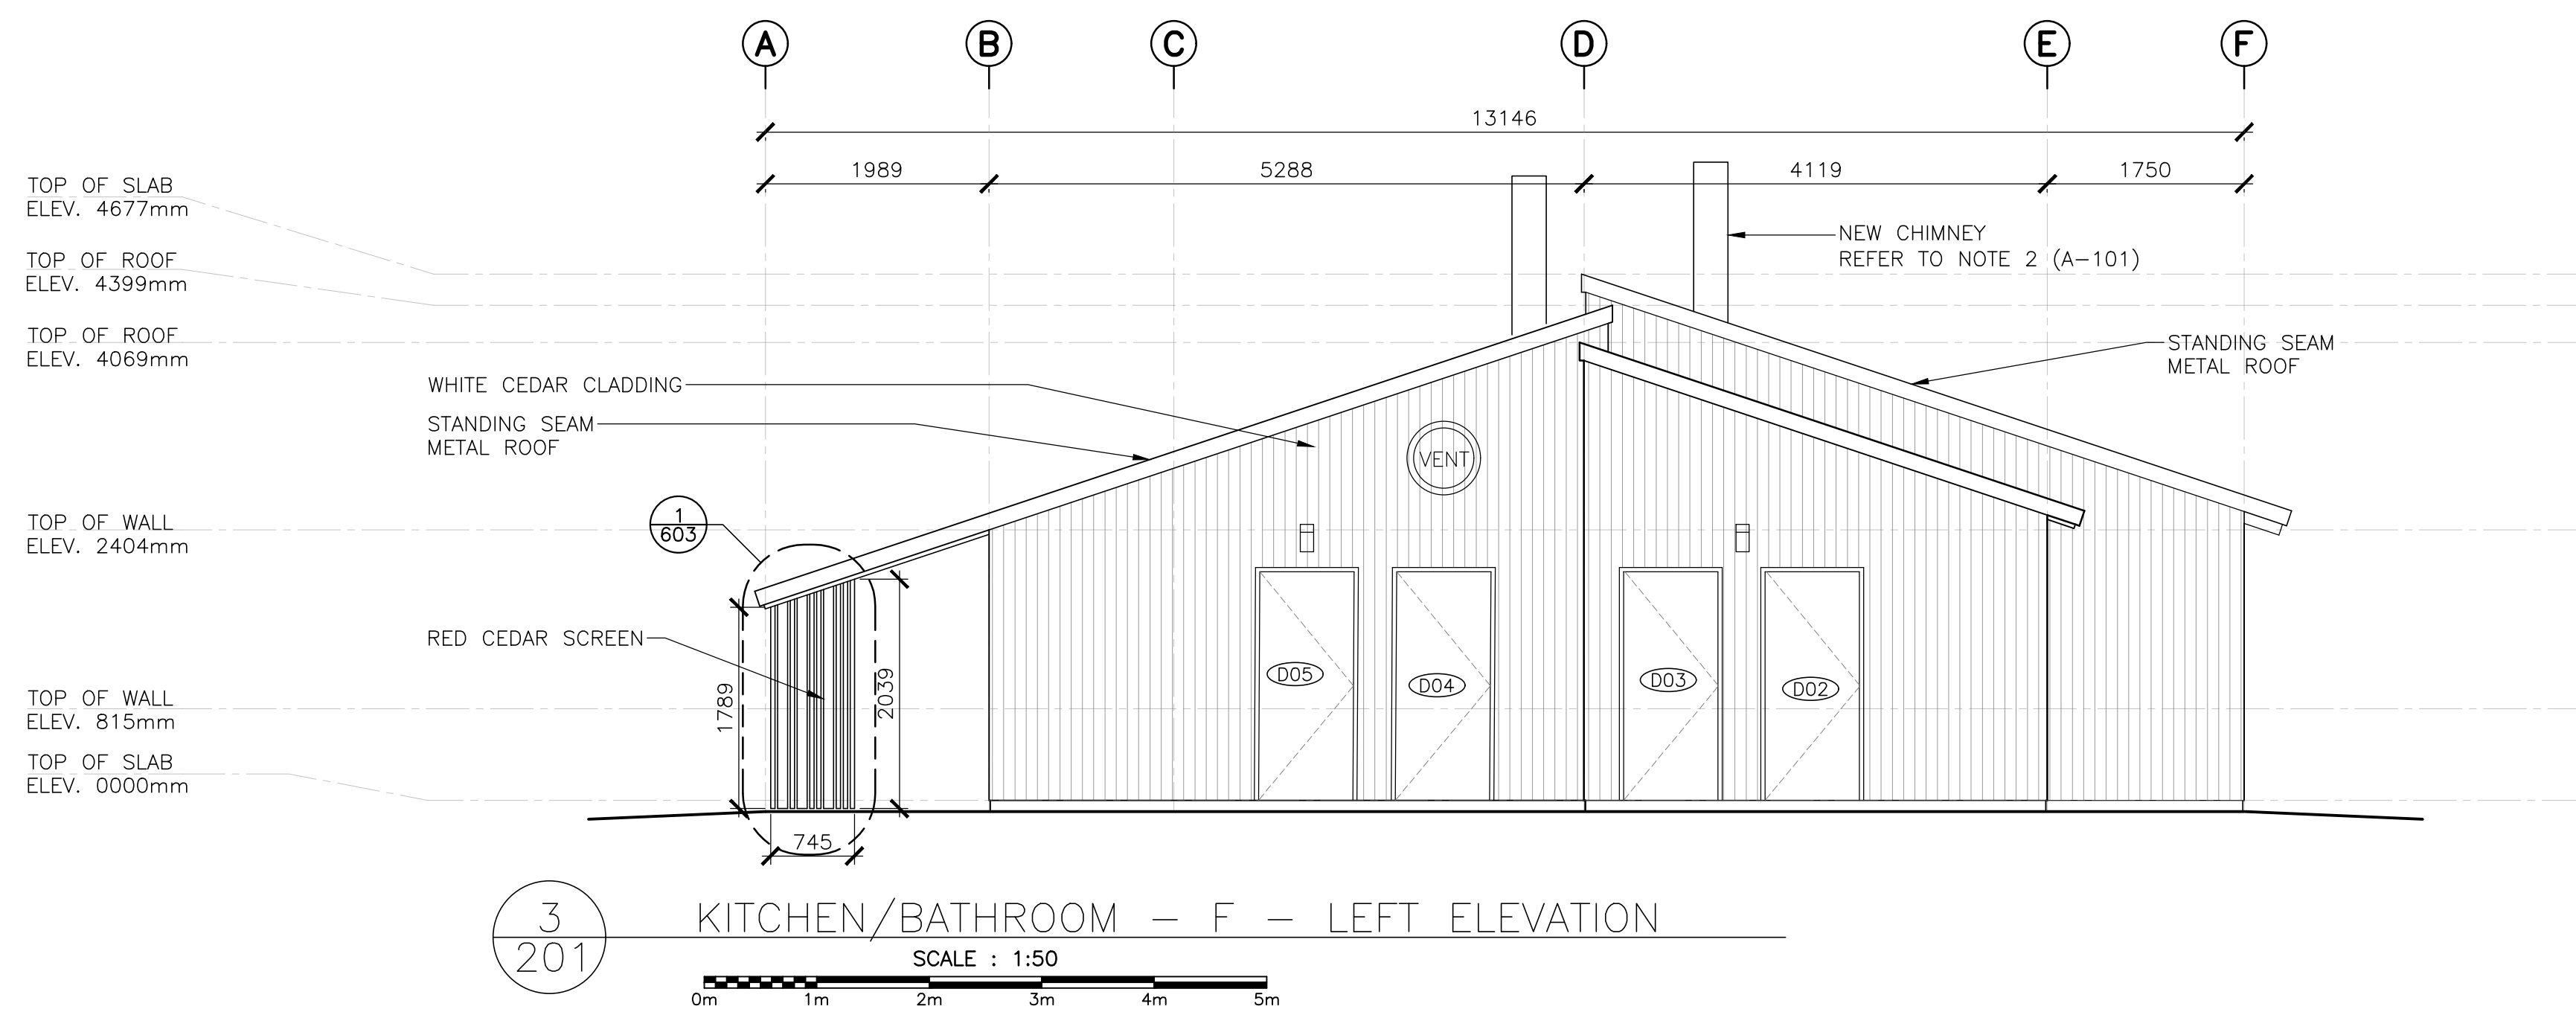 A B C D E F
13146
1989 5288 4119 1750
TOP OF SLAB
ELEV. 4677mm
TOP OF ROOF
ELEV. 4399mm
TOP OF ROOF
ELEV. 4069mm
NEW CHIMNEY
REFER TO NOTE 2 (A-101)
STANDING SEAM
METAL ROOF
WHITE CEDAR CLADDING
STANDING SEAM
METAL ROOF
VENT
1
603
TOP OF WALL
ELEV. 2404mm
RED CEDAR SCREEN
1789
2039
D05 D04 D03 D02
TOP OF WALL
ELEV. 815mm
TOP OF SLAB
ELEV. 0000mm
745
3
201
KITCHEN/BATHROOM - F - LEFT ELEVATION
SCALE : 1:50
0m 1m 2m 3m 4m 5m